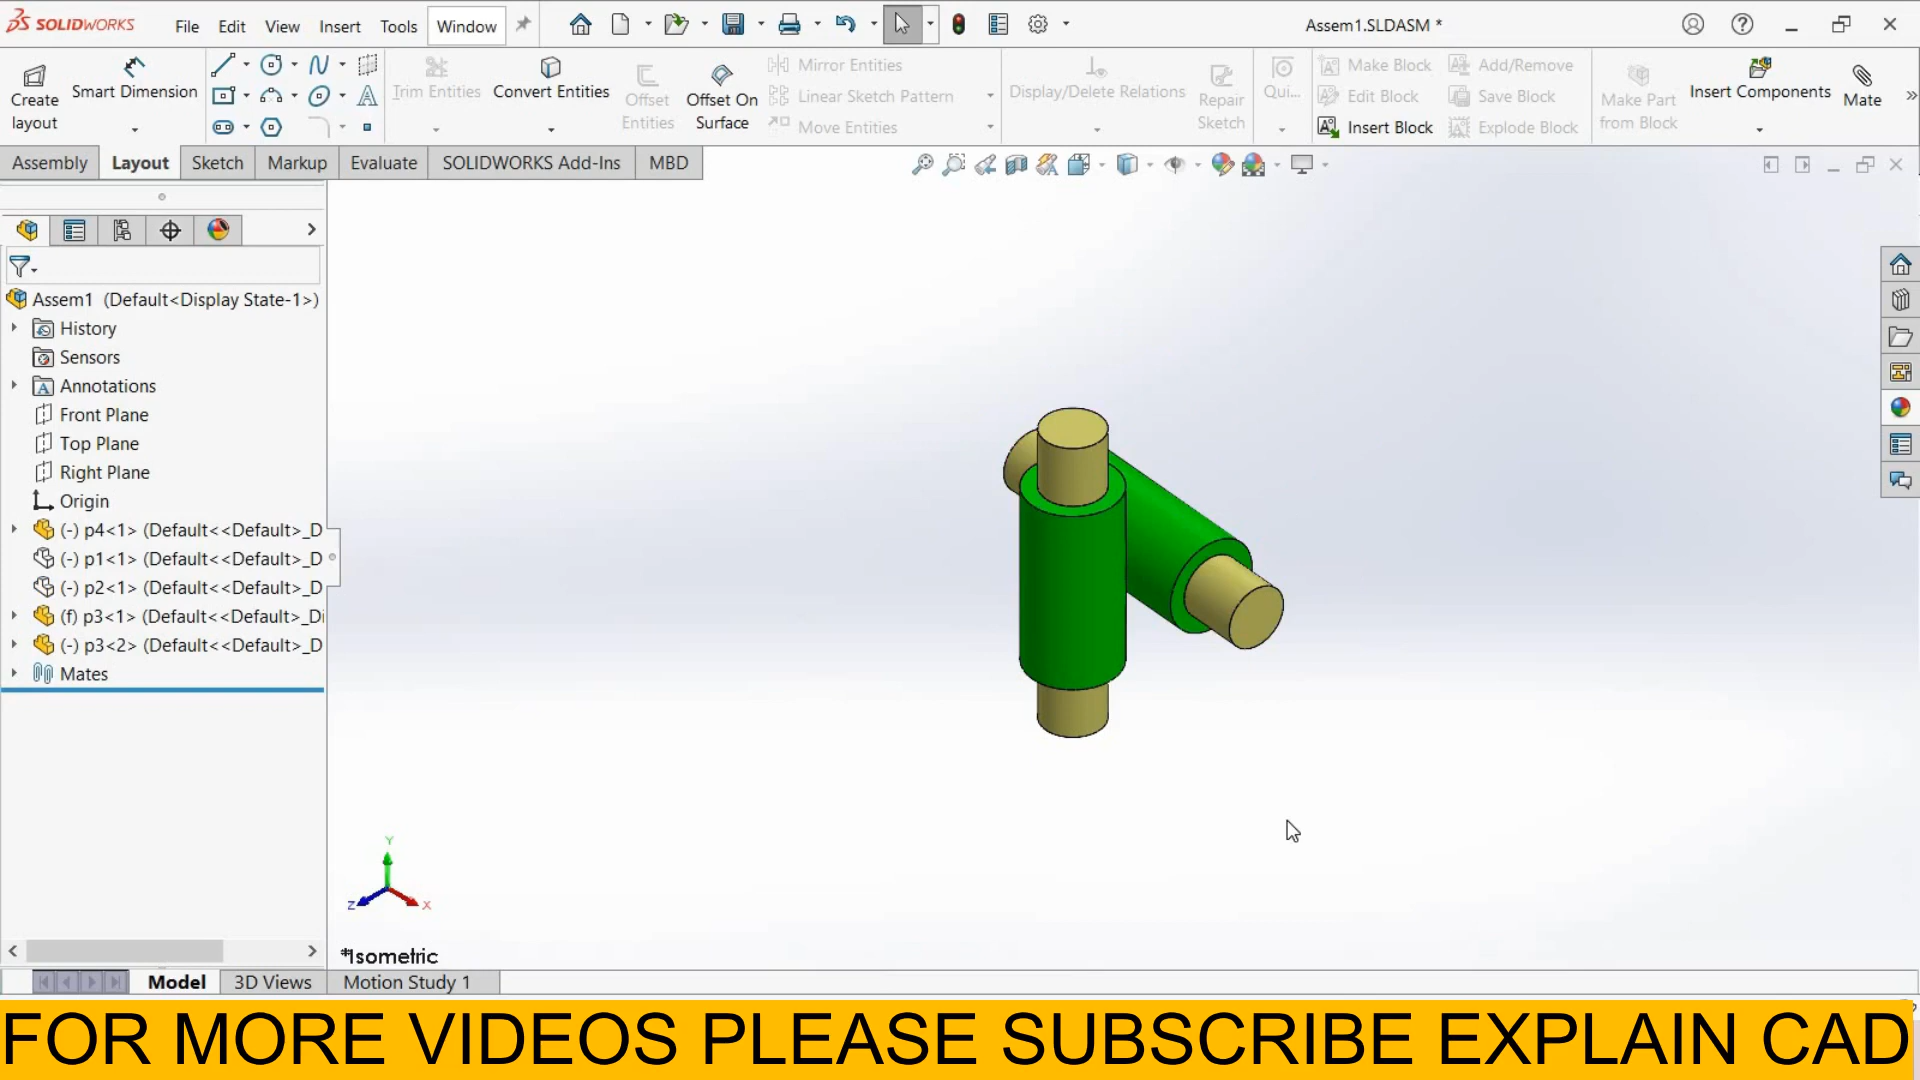 SOLIDWORKS File Edit View Insert Tools Window Assem1.SLDASM *
Create layout
Smart Dimension
Trim Entities
Convert Entities
Offset Entities
Offset On Surface
Mirror Entities
Linear Sketch Pattern
Move Entities
Display/Delete Relations
Repair Sketch
Qui...
Make Block
Edit Block
Insert Block
Add/Remove
Save Block
Explode Block
Make Part from Block
Insert Components
Mate
Assembly Layout Sketch Markup Evaluate SOLIDWORKS Add-Ins MBD
Assem1 (Default<Display State-1>)
History
Sensors
Annotations
Front Plane
Top Plane
Right Plane
Origin
(-) p4<1> (Default<<Default>_D
(-) p1<1> (Default<<Default>_D
(-) p2<1> (Default<<Default>_D
(f) p3<1> (Default<<Default>_Di
(-) p3<2> (Default<<Default>_D
Mates
Y
Z X
*Isometric
Model 3D Views Motion Study 1
FOR MORE VIDEOS PLEASE SUBSCRIBE EXPLAIN CAD